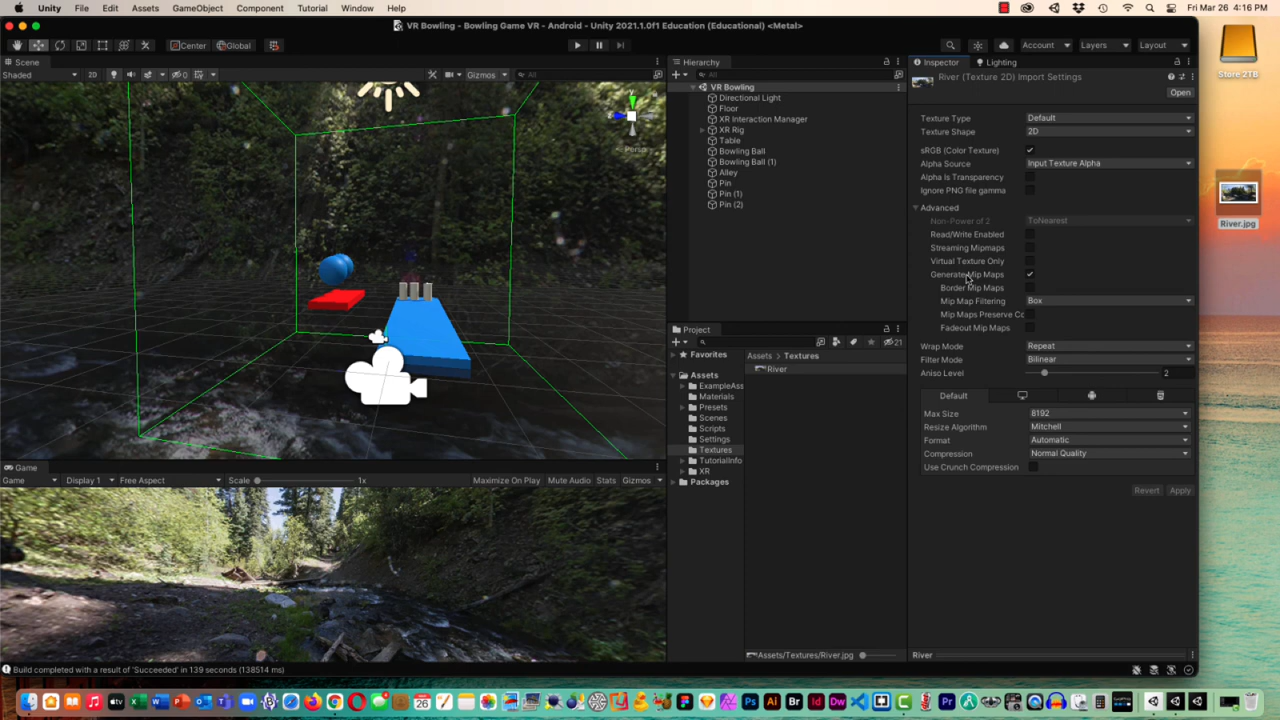 Unity File Edit Assets GameObject Component Tutorial Window Help Fri Mar 26 4:16 PM
VR Bowling - Bowling Game VR - Android - Unity 2021.1.0f1 Education (Educational) <Metal>
Center Global Account Layers Layout
Scene
Shaded 2D 0 Gizmos All
y
Persp
Store 2TB
River.jpg
Hierarchy
All
VR Bowling
Directional Light
Floor
XR Interaction Manager
XR Rig
Table
Bowling Ball
Bowling Ball (1)
Alley
Pin
Pin (1)
Pin (2)
Project
21
Favorites
Assets
ExampleAss
Materials
Presets
Scenes
Scripts
Settings
Textures
TutorialInfo
XR
Packages
Assets Textures
River
Assets/Textures/River.jpg
Inspector Lighting
River (Texture 2D) Import Settings
Open
Texture Type Default
Texture Shape 2D
sRGB (Color Texture)
Alpha Source Input Texture Alpha
Alpha Is Transparency
Ignore PNG file gamma
Advanced
Non-Power of 2 ToNearest
Read/Write Enabled
Streaming Mipmaps
Virtual Texture Only
Generate Mip Maps
Border Mip Maps
Mip Map Filtering Box
Mip Maps Preserve Co
Fadeout Mip Maps
Wrap Mode Repeat
Filter Mode Bilinear
Aniso Level 2
Default
Max Size 8192
Resize Algorithm Mitchell
Format Automatic
Compression Normal Quality
Use Crunch Compression
Revert Apply
River
Game
Game Display 1 Free Aspect Scale 1x Maximize On Play Mute Audio Stats Gizmos
Build completed with a result of 'Succeeded' in 139 seconds (138514 ms)